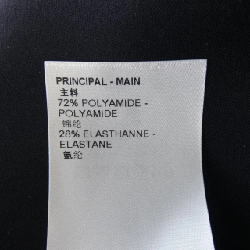 PRINCIPAL - MAIN
主料
72% POLYAMIDE -
POLYAMIDE
锦纶
28% ELASTHANNE -
ELASTANE
氨纶